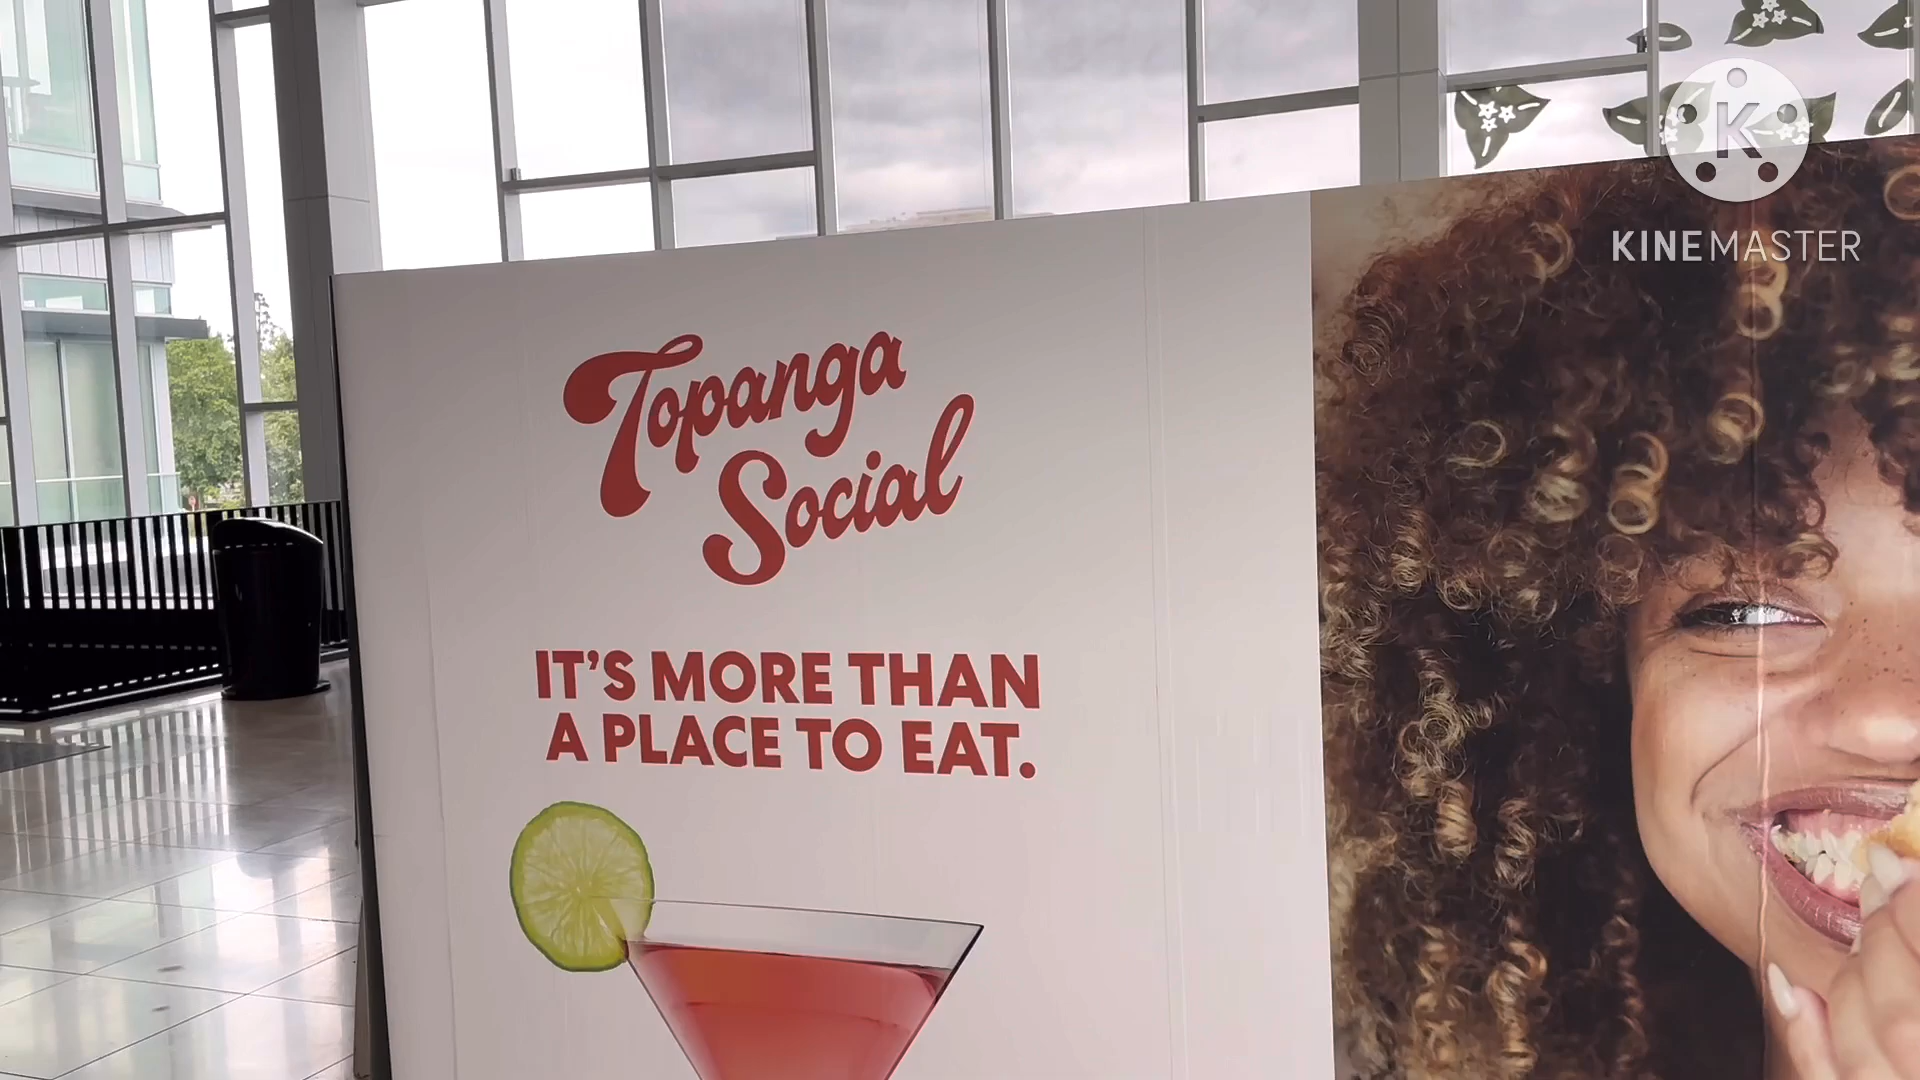 Topanga
Social
IT'S MORE THAN
A PLACE TO EAT.
K
KINEMASTER